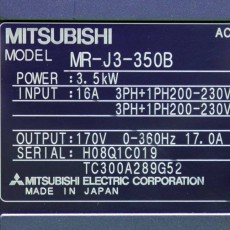 MITSUBISHI AC
MODEL MR-J3-350B
POWER :3.5kW
INPUT :16A 3PH+1PH200-230V
3PH+1PH200-230V
OUTPUT:170V 0-360Hz 17.0A
SERIAL: H08Q1C019
TC300A289G52
MITSUBISHI ELECTRIC CORPORATION
MADE IN JAPAN